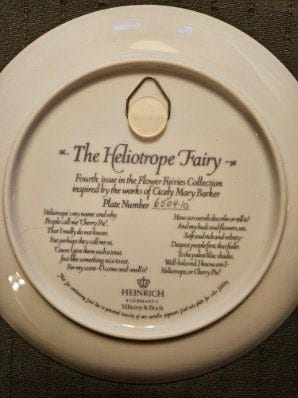 The Heliotrope Fairy
Fourth issue in the Flower Fairies Collection
inspired by the works of Cicely Mary Barker
Plate Number 6504 10
Heliotrope's my name; and why
People call me "Cherry Pie",
That I really do not know;
But perhaps they call me so,
'Cause I give them such a treat,
Just like something nice to eat.
For my scent—O come and smell it!
How can words describe or tell it?
And my buds and flowers, see,
Soft and rich and velvety—
Deepest purple first, that fades
To the palest lilac shades.
Well-beloved, I know, am I—
Heliotrope, or Cherry Pie!
HEINRICH
• GERMANY •
Villeroy & Boch